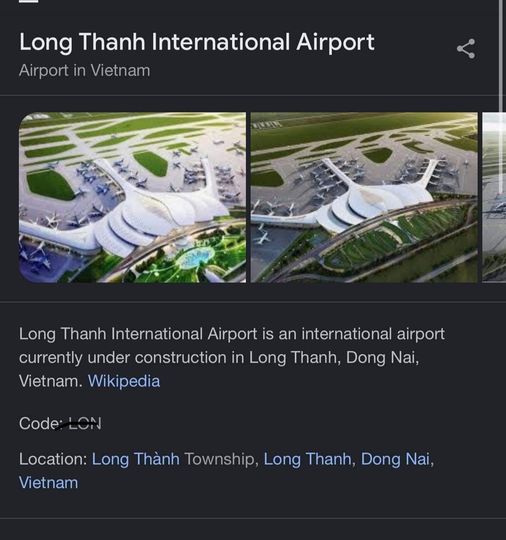 Long Thanh International Airport
Airport in Vietnam
Long Thanh International Airport is an international airport
currently under construction in Long Thanh, Dong Nai,
Vietnam. Wikipedia
Code: LON
Location: Long Thành Township, Long Thanh, Dong Nai,
Vietnam